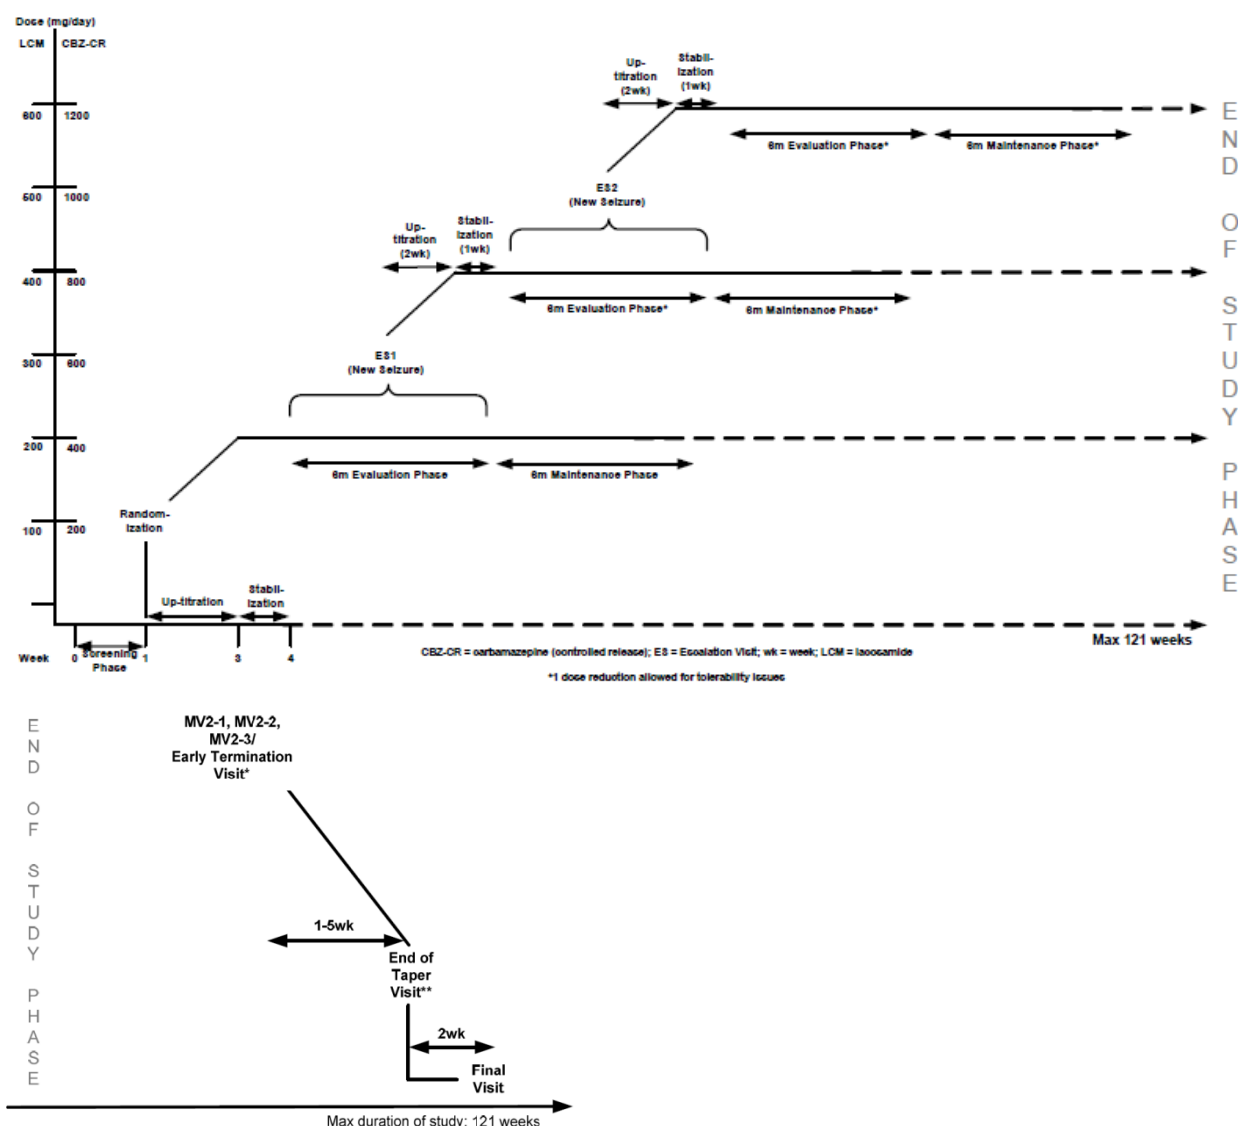 Dose (mg/day)
LCM CBZ-CR
Up-
titration
(2wk)
Stabil-
ization
(1wk)
600 1200
6m Evaluation Phase* 6m Maintenance Phase*
500 1000
ES2
(New Seizure)
Up-
titration
(2wk)
Stabil-
ization
(1wk)
400 800
6m Evaluation Phase* 6m Maintenance Phase*
300 600
ES1
(New Seizure)
200 400
6m Evaluation Phase 6m Maintenance Phase
Random-
ization
100 200
Up-titration
Stabil-
ization
Max 121 weeks
Week 0 1 3 4
Screening
Phase
CBZ-CR = carbamazepine (controlled release); ES = Escalation Visit; wk = week; LCM = lacosamide
*1 dose reduction allowed for tolerability issues
END OF STUDY PHASE
END OF STUDY PHASE
MV2-1, MV2-2,
MV2-3/
Early Termination
Visit*
1-5wk
End of
Taper
Visit**
2wk
Final
Visit
Max duration of study: 121 weeks